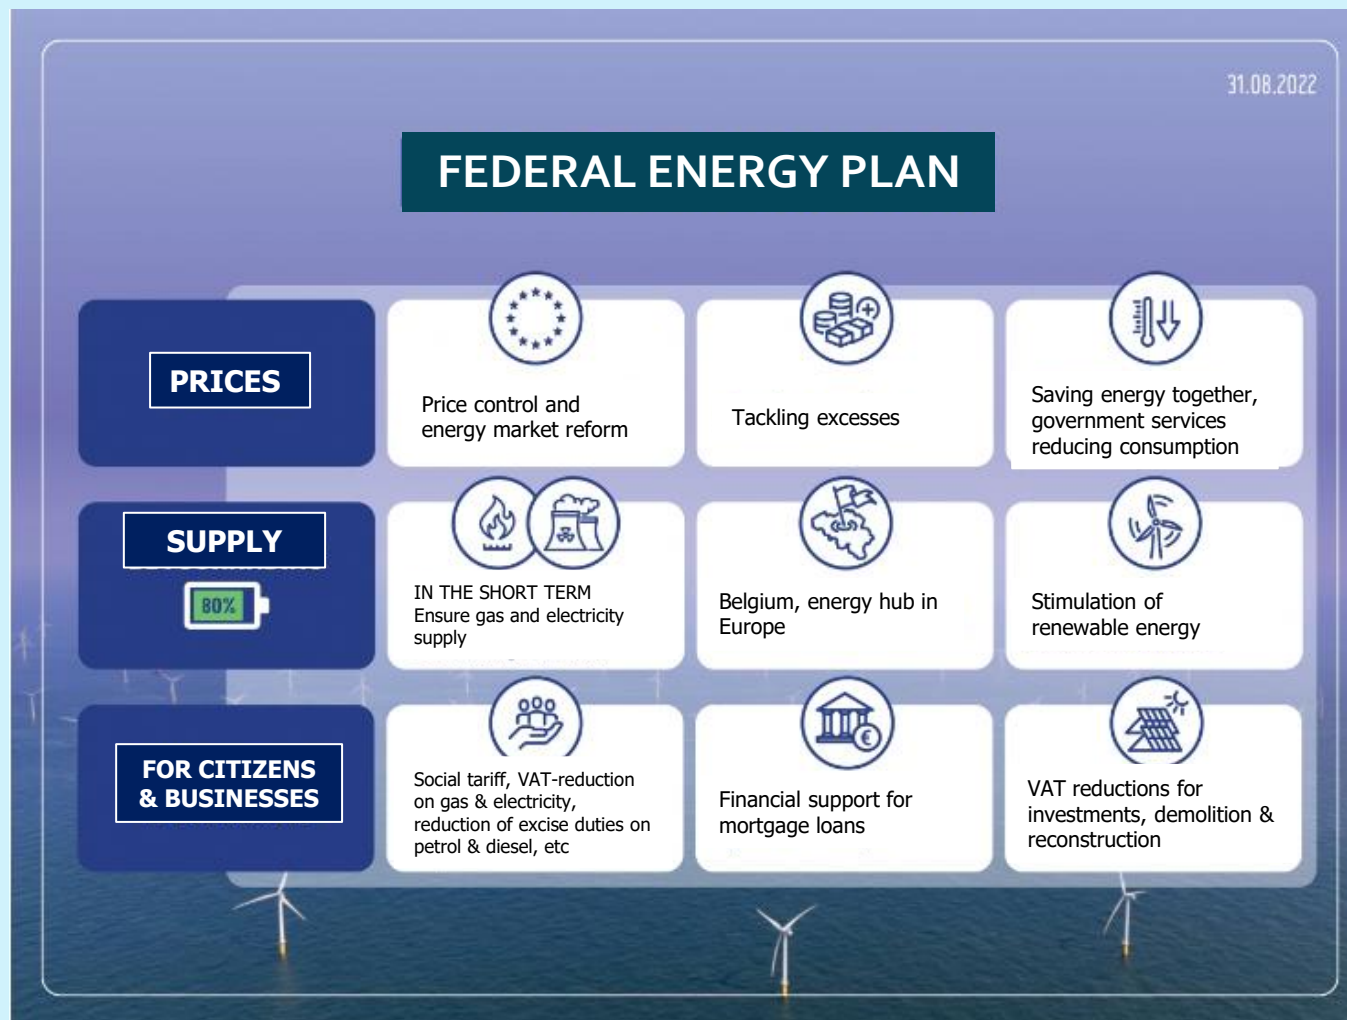 31.08.2022
FEDERAL ENERGY PLAN
PRICES
Price control and
energy market reform
Tackling excesses
Saving energy together,
government services
reducing consumption
SUPPLY
80%
IN THE SHORT TERM
Ensure gas and electricity
supply
Belgium, energy hub in
Europe
Stimulation of
renewable energy
FOR CITIZENS
& BUSINESSES
Social tariff, VAT-reduction
on gas & electricity,
reduction of excise duties on
petrol & diesel, etc
Financial support for
mortgage loans
VAT reductions for
investments, demolition &
reconstruction